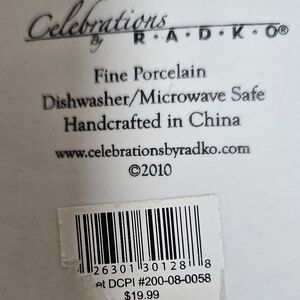 Celebrations
By R·A·D·K·O®
Fine Porcelain
Dishwasher/Microwave Safe
Handcrafted in China
www.celebrationsbyradko.com
©2010
26301 30128 8
et DCPI #200-08-0058
$19.99